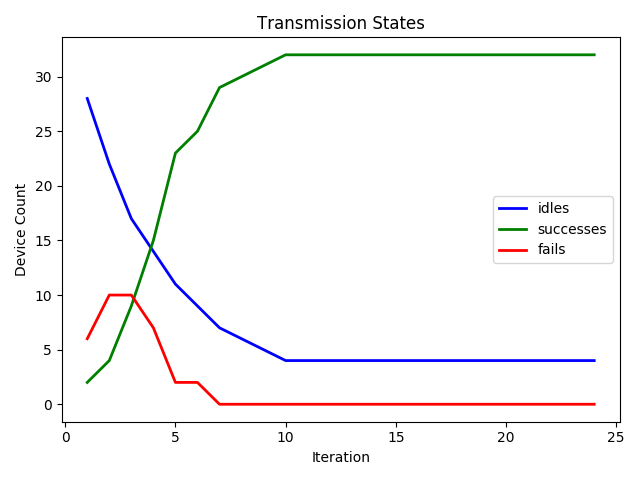 Transmission States
Device Count
30
25
20
15
10
5
0
idles
successes
fails
0 5 10 15 20 25
Iteration